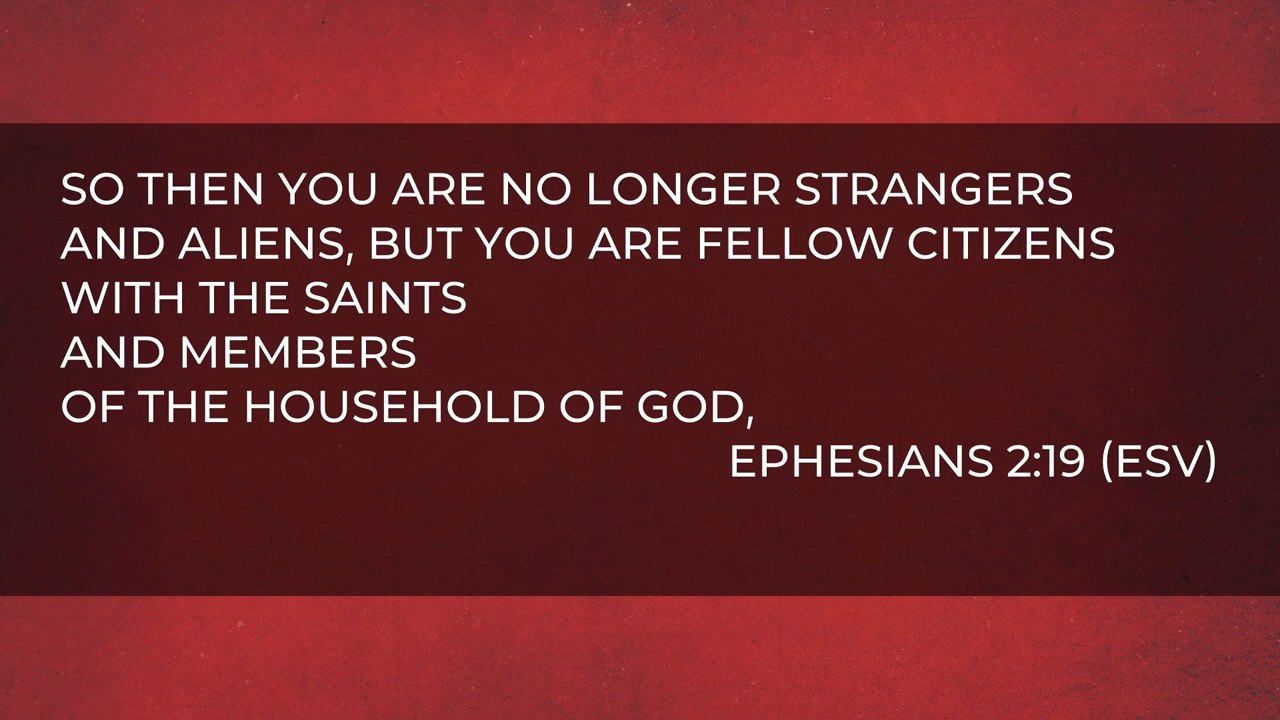 SO THEN YOU ARE NO LONGER STRANGERS
AND ALIENS, BUT YOU ARE FELLOW CITIZENS
WITH THE SAINTS
AND MEMBERS
OF THE HOUSEHOLD OF GOD,
EPHESIANS 2:19 (ESV)